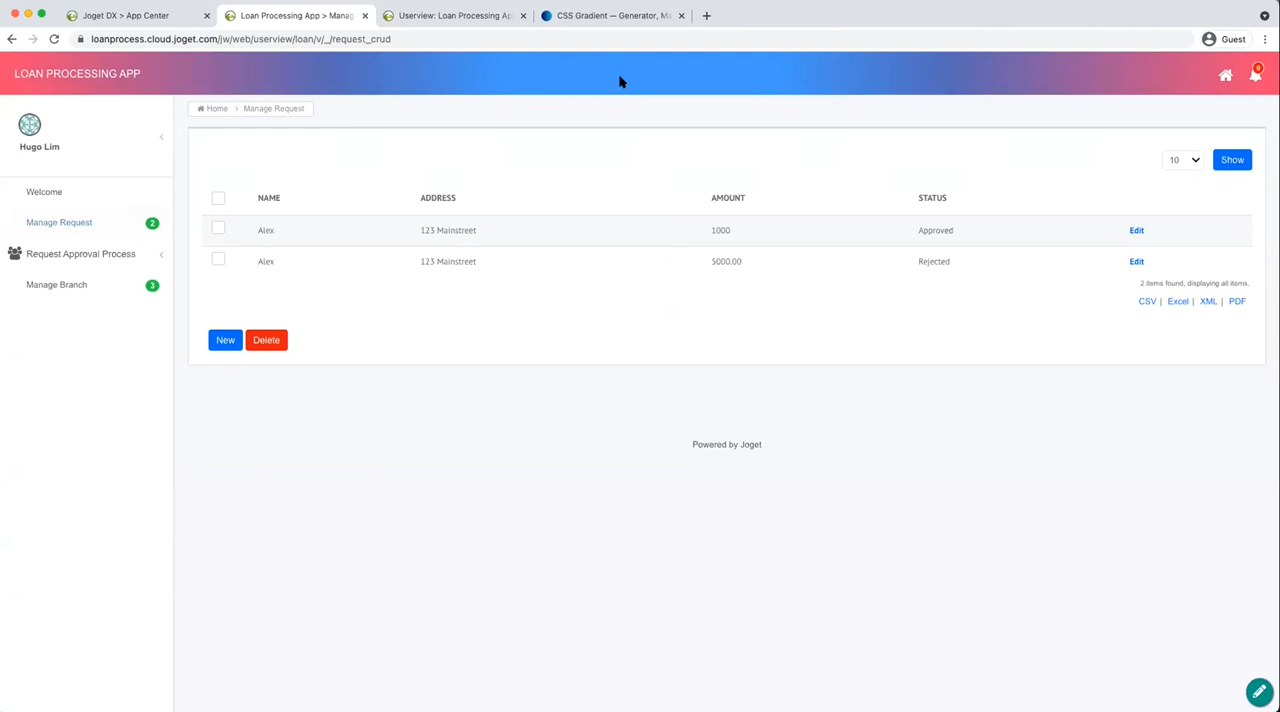 Joget DX > App Center
Loan Processing App > Manag
Userview: Loan Processing Ap
CSS Gradient — Generator, Ma
loanprocess.cloud.joget.com/jw/web/userview/loan/v/_/request_crud
Guest
LOAN PROCESSING APP
0
Home > Manage Request
Hugo Lim
Welcome
Manage Request 2
Request Approval Process
Manage Branch 3
10 Show
NAME ADDRESS AMOUNT STATUS
Alex 123 Mainstreet 1000 Approved Edit
Alex 123 Mainstreet 5000.00 Rejected Edit
2 items found, displaying all items.
CSV | Excel | XML | PDF
New Delete
Powered by Joget